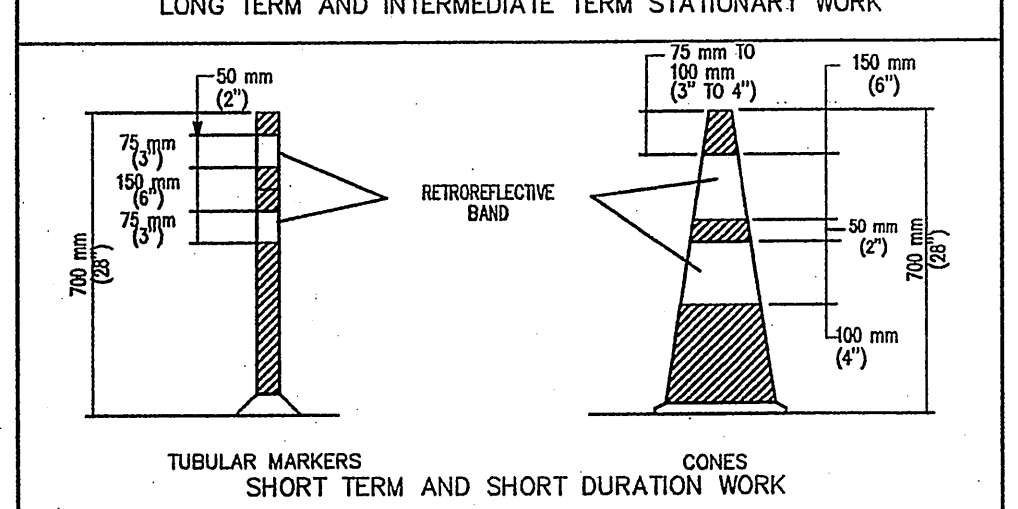 LONG TERM AND INTERMEDIATE TERM STATIONARY WORK
50 mm
(2")
75 mm
(3")
150 mm
(6")
75 mm
(3")
700 mm
(28")
RETROREFLECTIVE
BAND
75 mm TO
100 mm
(3" TO 4")
150 mm
(6")
50 mm
(2")
700 mm
(28")
100 mm
(4")
TUBULAR MARKERS
CONES
SHORT TERM AND SHORT DURATION WORK